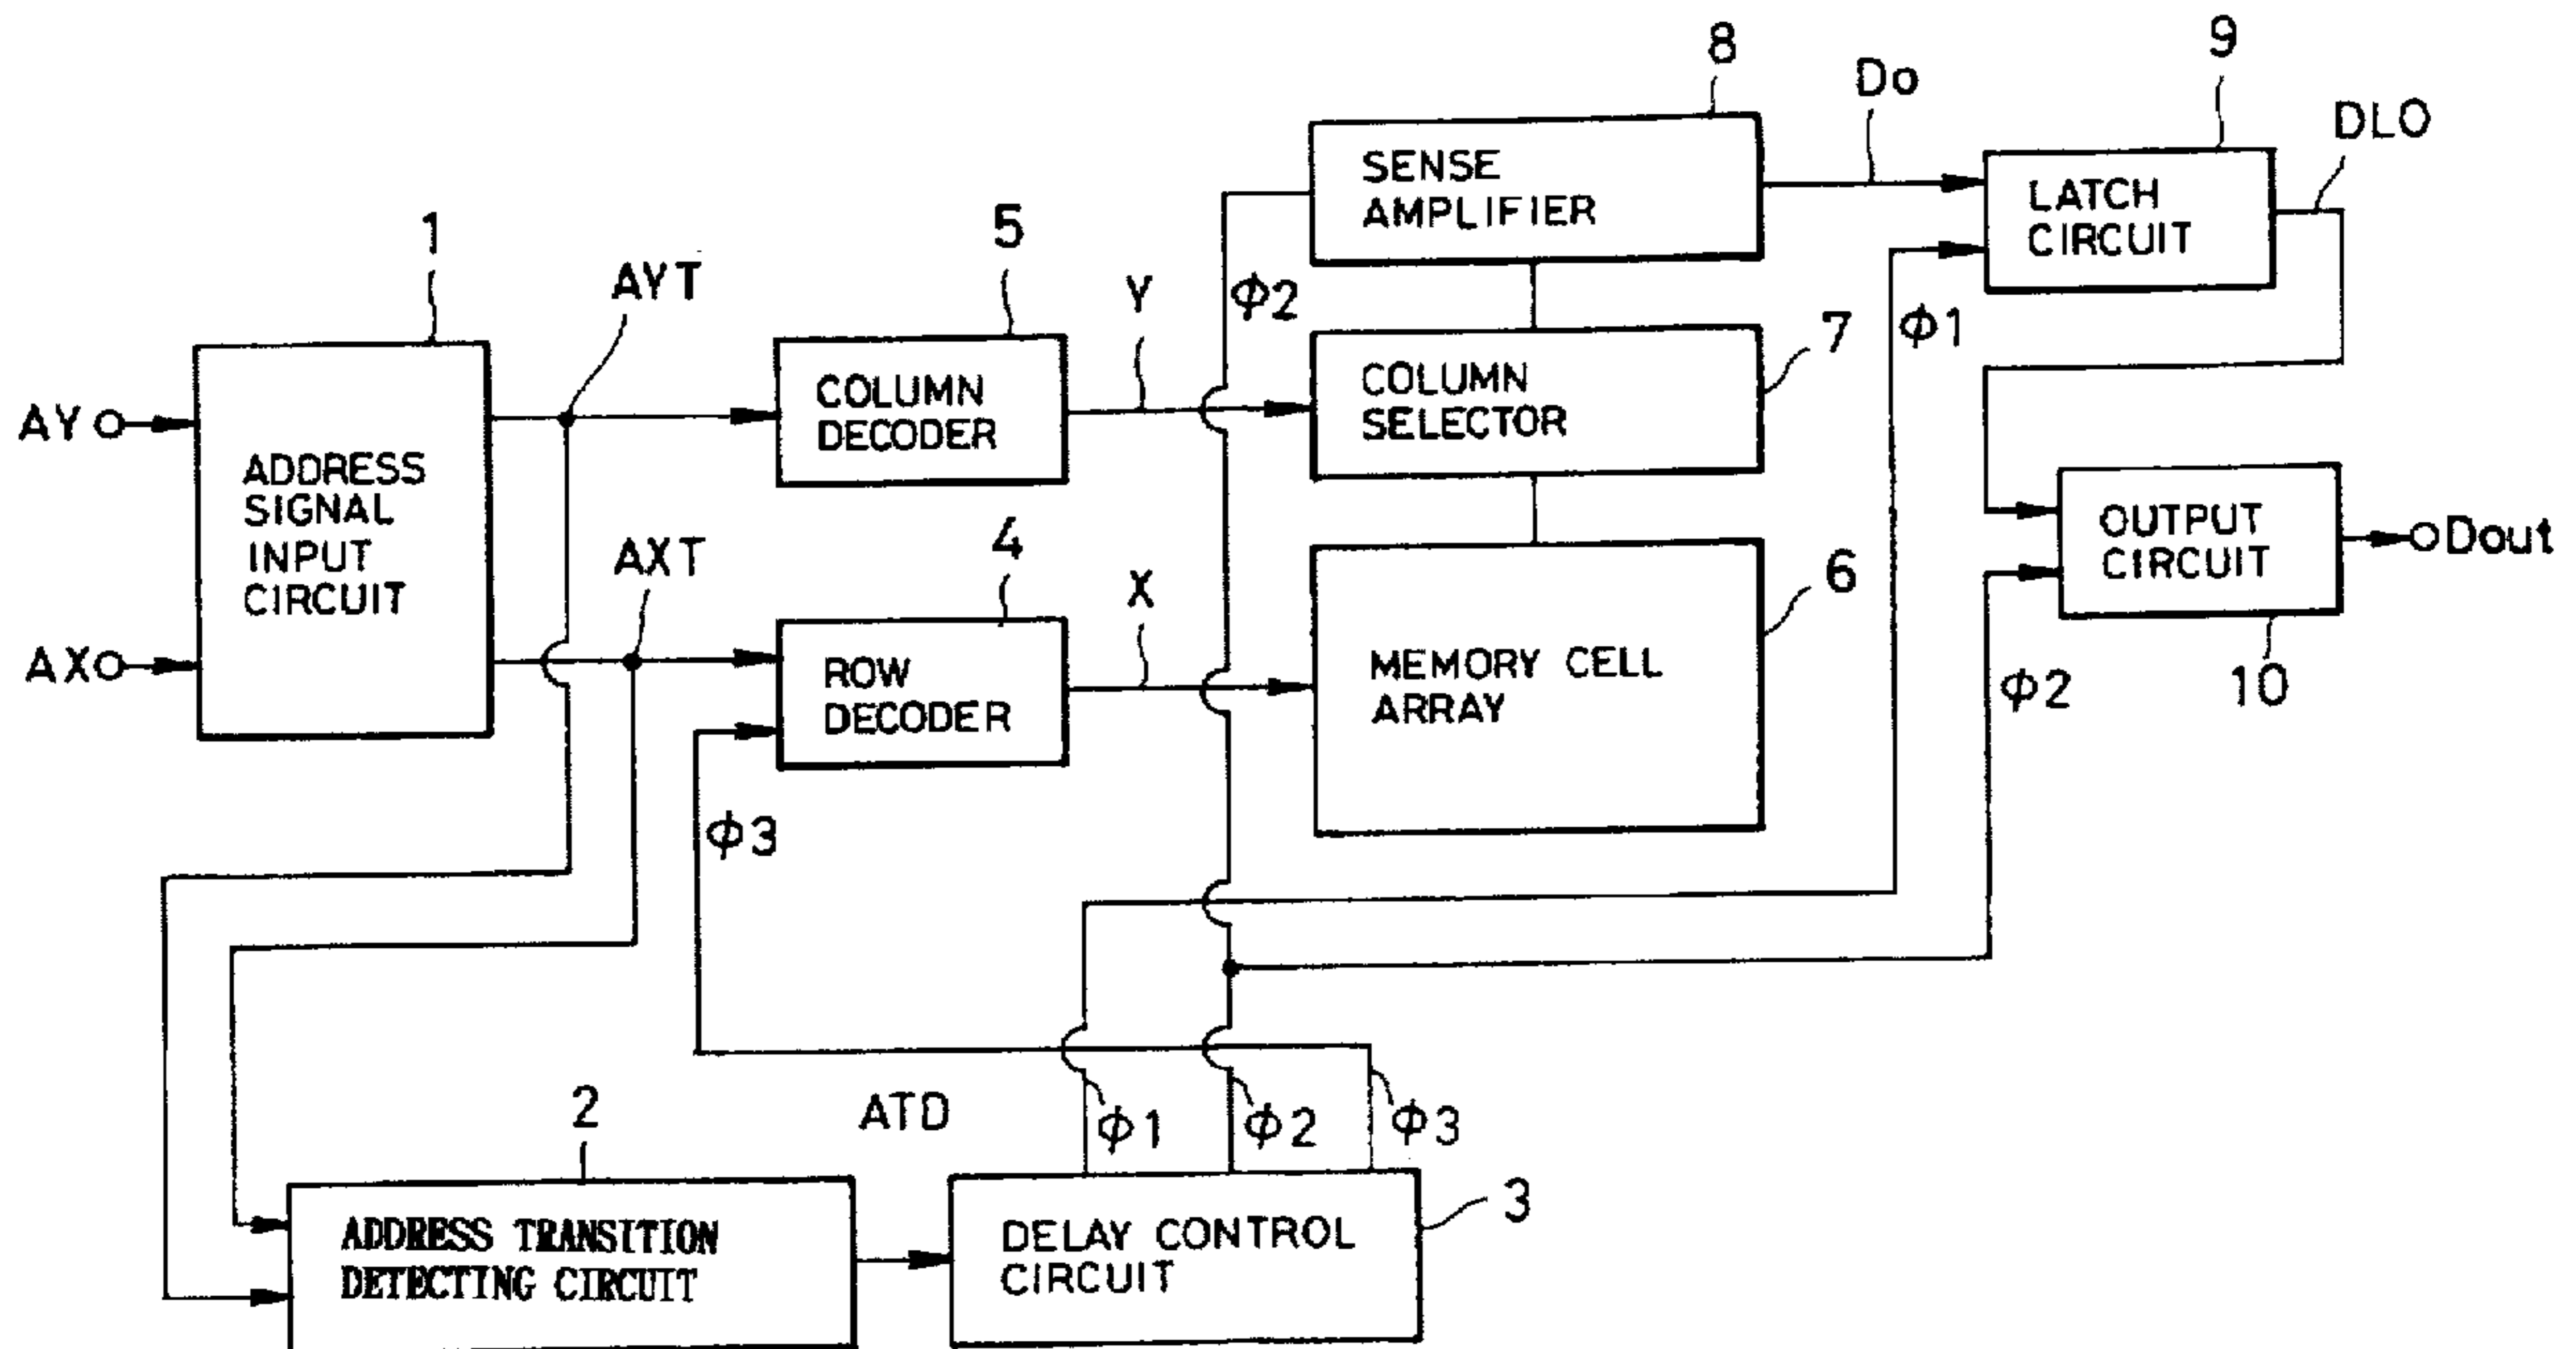 8
Do
9
DLO
SENSE
AMPLIFIER
LATCH
CIRCUIT
1
AYT
5
Y
ϕ2
7
ϕ1
AY
ADDRESS
SIGNAL
INPUT
CIRCUIT
COLUMN
DECODER
COLUMN
SELECTOR
AXT
4
X
6
OUTPUT
CIRCUIT
Dout
AX
ROW
DECODER
MEMORY CELL
ARRAY
ϕ2
10
ϕ3
2
ATD
ϕ1
ϕ2
ϕ3
ADDRESS TRANSITION
DETECTING CIRCUIT
DELAY CONTROL
CIRCUIT
3